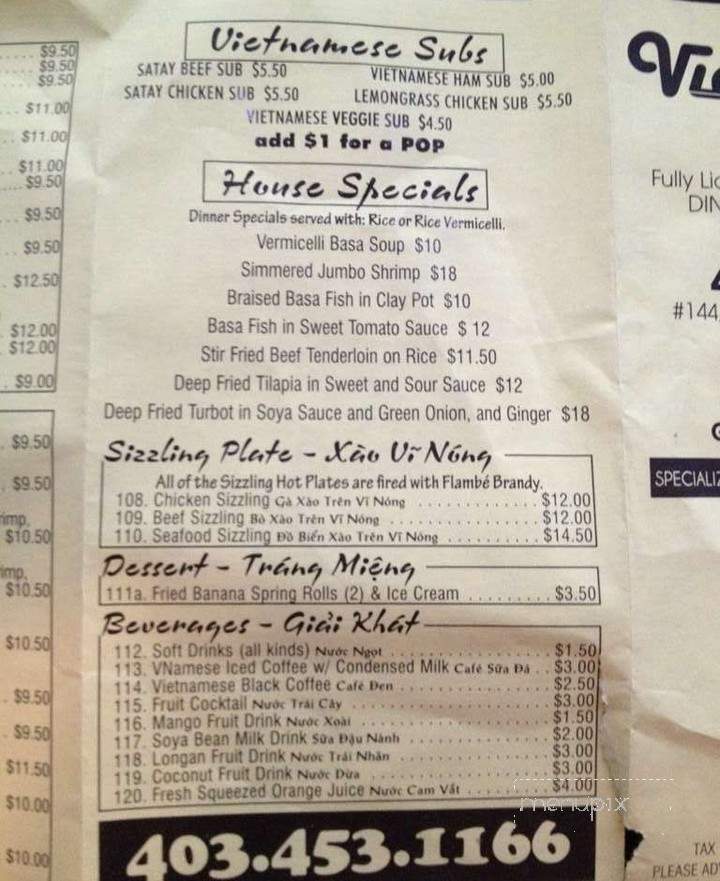 $9.50
$9.50
$9.50
$11.00
$11.00
$11.00
$9.50
$9.50
$9.50
$12.50
$12.00
$12.00
$9.00
$9.50
$9.50
$10.50
$10.50
$10.50
$9.50
$9.50
$11.50
$10.00
$10.00
Vietnamese Subs
SATAY BEEF SUB $5.50 VIETNAMESE HAM SUB $5.00
SATAY CHICKEN SUB $5.50 LEMONGRASS CHICKEN SUB $5.50
VIETNAMESE VEGGIE SUB $4.50
add $1 for a POP
House Specials
Dinner Specials served with: Rice or Rice Vermicelli.
Vermicelli Basa Soup $10
Simmered Jumbo Shrimp $18
Braised Basa Fish in Clay Pot $10
Basa Fish in Sweet Tomato Sauce $ 12
Stir Fried Beef Tenderloin on Rice $11.50
Deep Fried Tilapia in Sweet and Sour Sauce $12
Deep Fried Turbot in Soya Sauce and Green Onion, and Ginger $18
Sizzling Plate - Xào Vĩ Nóng
All of the Sizzling Hot Plates are fired with Flambé Brandy.
108. Chicken Sizzling Gà Xào Trên Vĩ Nóng ............ $12.00
109. Beef Sizzling Bò Xào Trên Vĩ Nóng ............... $12.00
110. Seafood Sizzling Đồ Biển Xào Trên Vĩ Nóng ......... $14.50
Dessert - Tráng Miệng
111a. Fried Banana Spring Rolls (2) & Ice Cream ......... $3.50
Beverages - Giải Khát
112. Soft Drinks (all kinds) Nước Ngọt ................. $1.50
113. VNamese Iced Coffee w/ Condensed Milk Café Sữa Đá .. $3.00
114. Vietnamese Black Coffee Café Đen ................ $2.50
115. Fruit Cocktail Nước Trái Cây ..................... $3.00
116. Mango Fruit Drink Nước Xoài .................... $1.50
117. Soya Bean Milk Drink Sữa Đậu Nành ............... $2.00
118. Longan Fruit Drink Nước Trái Nhãn ................ $3.00
119. Coconut Fruit Drink Nước Dừa ................... $3.00
120. Fresh Squeezed Orange Juice Nước Cam Vắt ......... $4.00
403.453.1166
Fully Lic
DIN
#144
SPECIALIZ
TAX
PLEASE AD
menupix